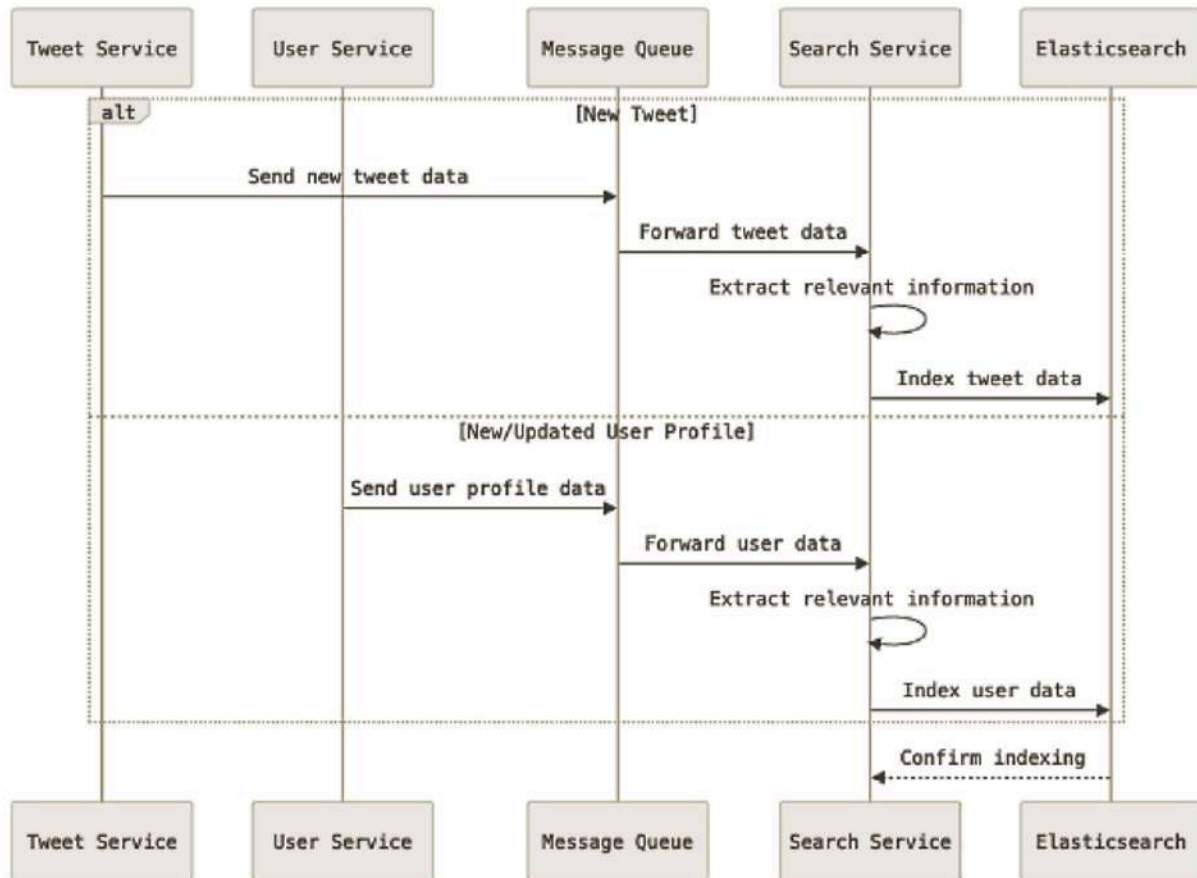 Tweet Service User Service Message Queue Search Service Elasticsearch
alt [New Tweet]
Send new tweet data
Forward tweet data
Extract relevant information
Index tweet data
[New/Updated User Profile]
Send user profile data
Forward user data
Extract relevant information
Index user data
Confirm indexing
Tweet Service User Service Message Queue Search Service Elasticsearch